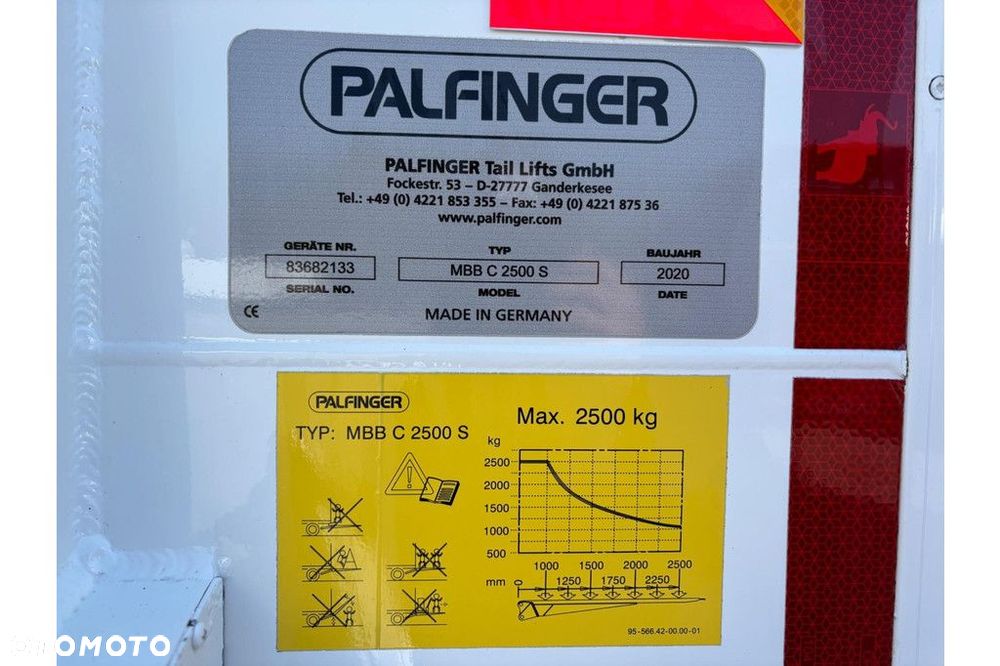 PALFINGER
PALFINGER Tail Lifts GmbH
Fockestr. 53 – D-27777 Ganderkesee
Tel.: +49 (0) 4221 853 355 – Fax: +49 (0) 4221 875 36
www.palfinger.com
GERÄTE NR. TYP BAUJAHR
83682133 MBB C 2500 S 2020
SERIAL NO. MODEL DATE
CE MADE IN GERMANY
PALFINGER
TYP: MBB C 2500 S
Max. 2500 kg
kg
2500
2000
1500
1000
500
1000 1500 2000 2500
mm 0 1250 1750 2250
95-566.42-00.00-01
OTOMOTO